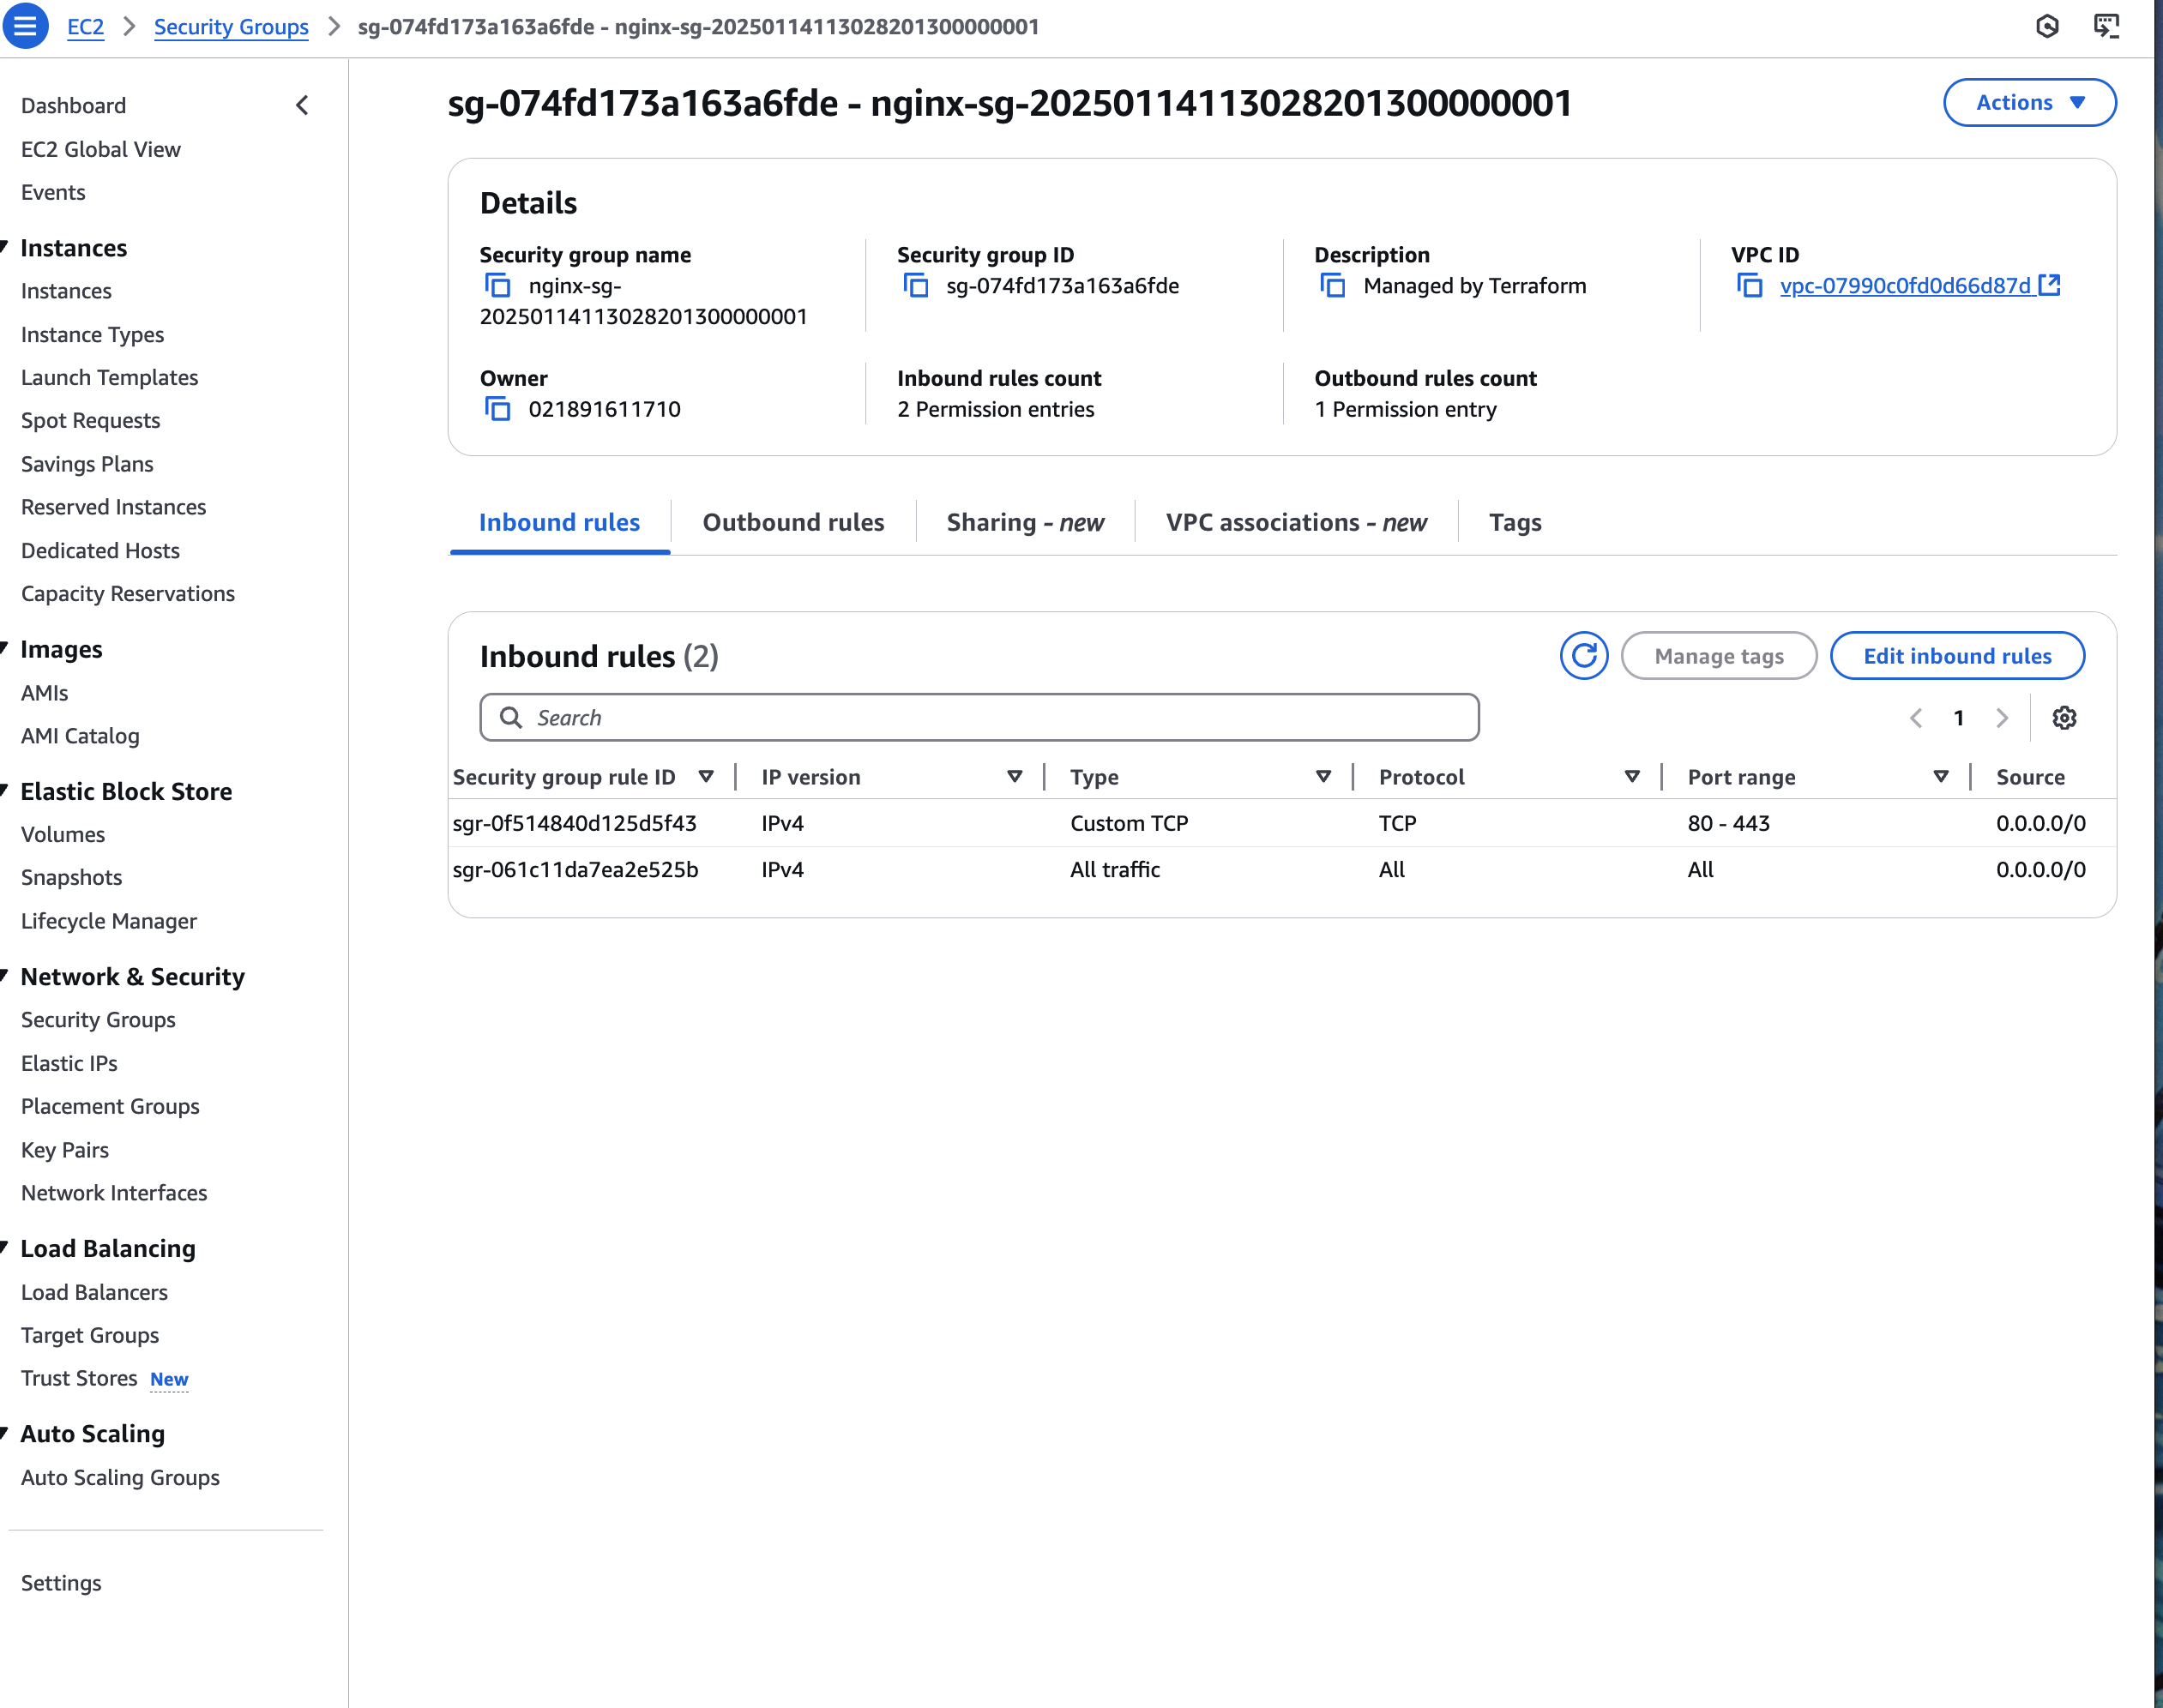 EC2 > Security Groups > sg-074fd173a163a6fde - nginx-sg-20250114113028201300000001
Dashboard
EC2 Global View
Events
Instances
Instances
Instance Types
Launch Templates
Spot Requests
Savings Plans
Reserved Instances
Dedicated Hosts
Capacity Reservations
Images
AMIs
AMI Catalog
Elastic Block Store
Volumes
Snapshots
Lifecycle Manager
Network & Security
Security Groups
Elastic IPs
Placement Groups
Key Pairs
Network Interfaces
Load Balancing
Load Balancers
Target Groups
Trust Stores New
Auto Scaling
Auto Scaling Groups
Settings
sg-074fd173a163a6fde - nginx-sg-20250114113028201300000001
Actions
Details
Security group name
nginx-sg-
20250114113028201300000001
Security group ID
sg-074fd173a163a6fde
Description
Managed by Terraform
VPC ID
vpc-07990c0fd0d66d87d
Owner
021891611710
Inbound rules count
2 Permission entries
Outbound rules count
1 Permission entry
Inbound rules Outbound rules Sharing - new VPC associations - new Tags
Inbound rules (2)
Manage tags
Edit inbound rules
Search
1
Security group rule ID IP version Type Protocol Port range Source
sgr-0f514840d125d5f43 IPv4 Custom TCP TCP 80 - 443 0.0.0.0/0
sgr-061c11da7ea2e525b IPv4 All traffic All All 0.0.0.0/0